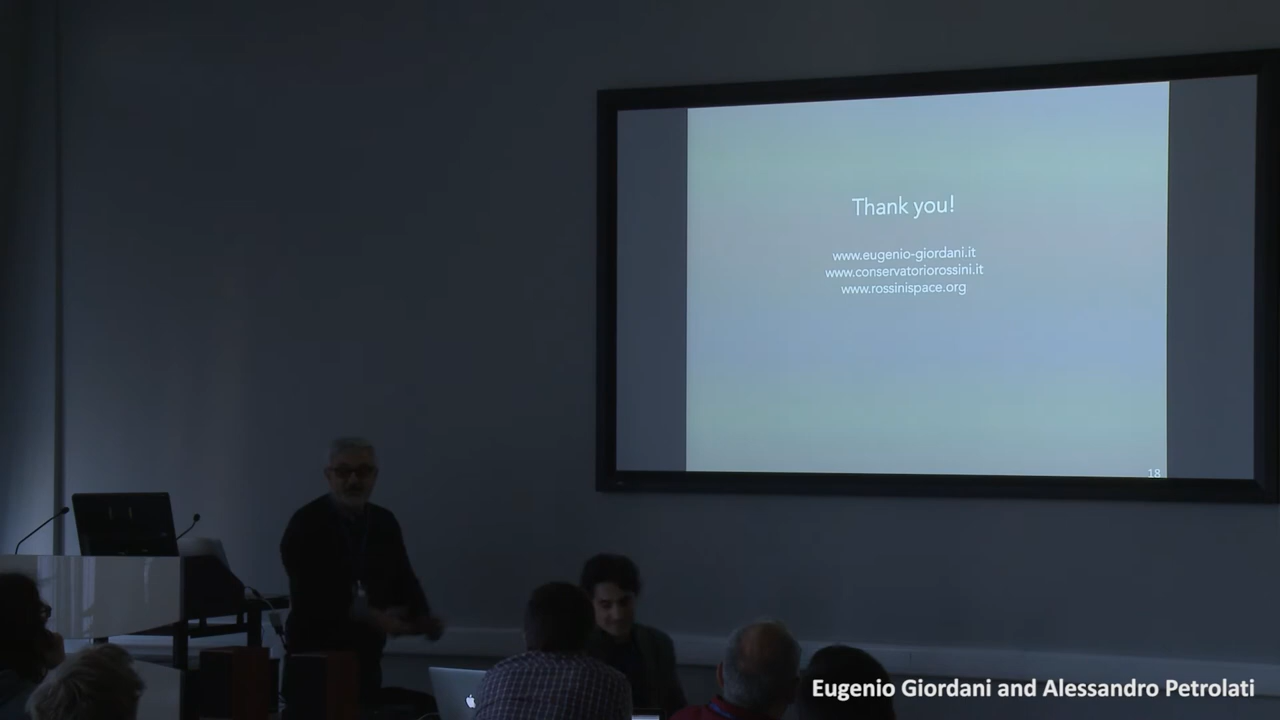 Thank you!
www.eugenio-giordani.it
www.conservatoriorossini.it
www.rossinispace.org
18
Eugenio Giordani and Alessandro Petrolati